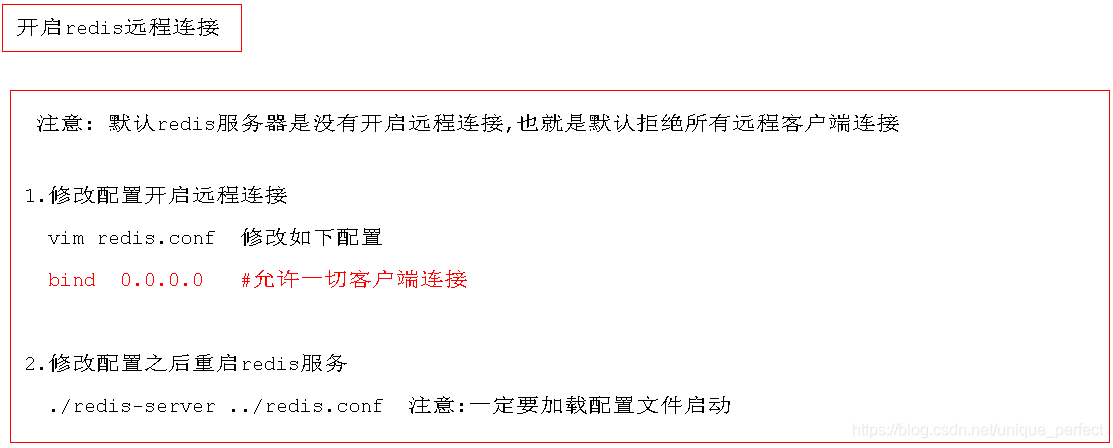 开启redis远程连接
注意: 默认redis服务器是没有开启远程连接,也就是默认拒绝所有远程客户端连接
1.修改配置开启远程连接
vim redis.conf 修改如下配置
bind 0.0.0.0 #允许一切客户端连接
2.修改配置之后重启redis服务
./redis-server ../redis.conf 注意:一定要加载配置文件启动
https://blog.csdn.net/unique_perfect